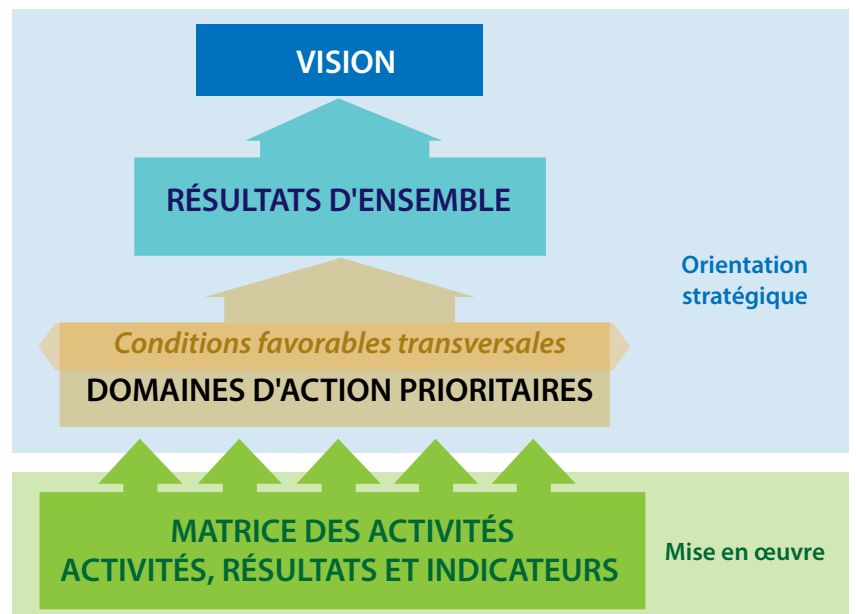 VISION
RÉSULTATS D'ENSEMBLE
Orientation
stratégique
Conditions favorables transversales
DOMAINES D'ACTION PRIORITAIRES
MATRICE DES ACTIVITÉS
ACTIVITÉS, RÉSULTATS ET INDICATEURS
Mise en œuvre